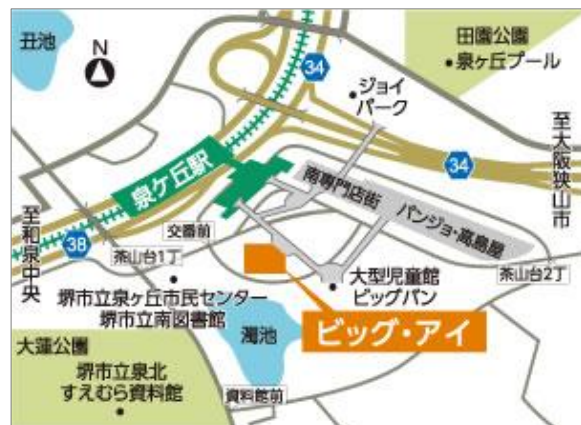 丑池
N
34
田園公園
泉ヶ丘プール
ジョイ
パーク
至大阪狭山市
34
泉ケ丘駅
南専門店街
パンジョ・高島屋
至和泉中央
38
交番前
茶山台1丁
茶山台2丁
大型児童館
ビッグバン
堺市立泉ヶ丘市民センター
堺市立南図書館
ビッグ・アイ
濁池
大蓮公園
堺市立泉北
すえむら資料館
資料館前